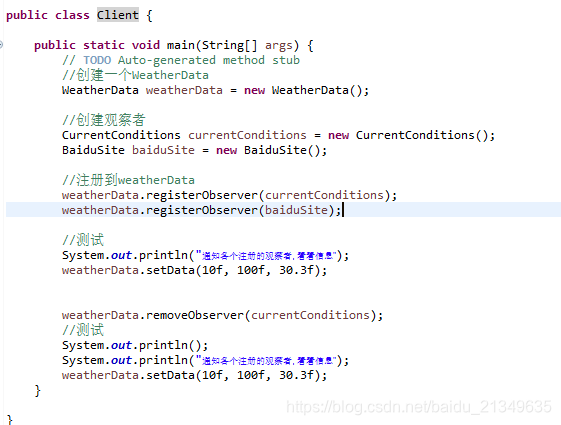 public class Client {
public static void main(String[] args) {
// TODO Auto-generated method stub
//创建一个WeatherData
WeatherData weatherData = new WeatherData();
//创建观察者
CurrentConditions currentConditions = new CurrentConditions();
BaiduSite baiduSite = new BaiduSite();
//注册到weatherData
weatherData.registerObserver(currentConditions);
weatherData.registerObserver(baiduSite);
//测试
System.out.println("通知各个注册的观察者,看看信息");
weatherData.setData(10f, 100f, 30.3f);
weatherData.removeObserver(currentConditions);
//测试
System.out.println();
System.out.println("通知各个注册的观察者,看看信息");
weatherData.setData(10f, 100f, 30.3f);
}
}
https://blog.csdn.net/baidu_21349635